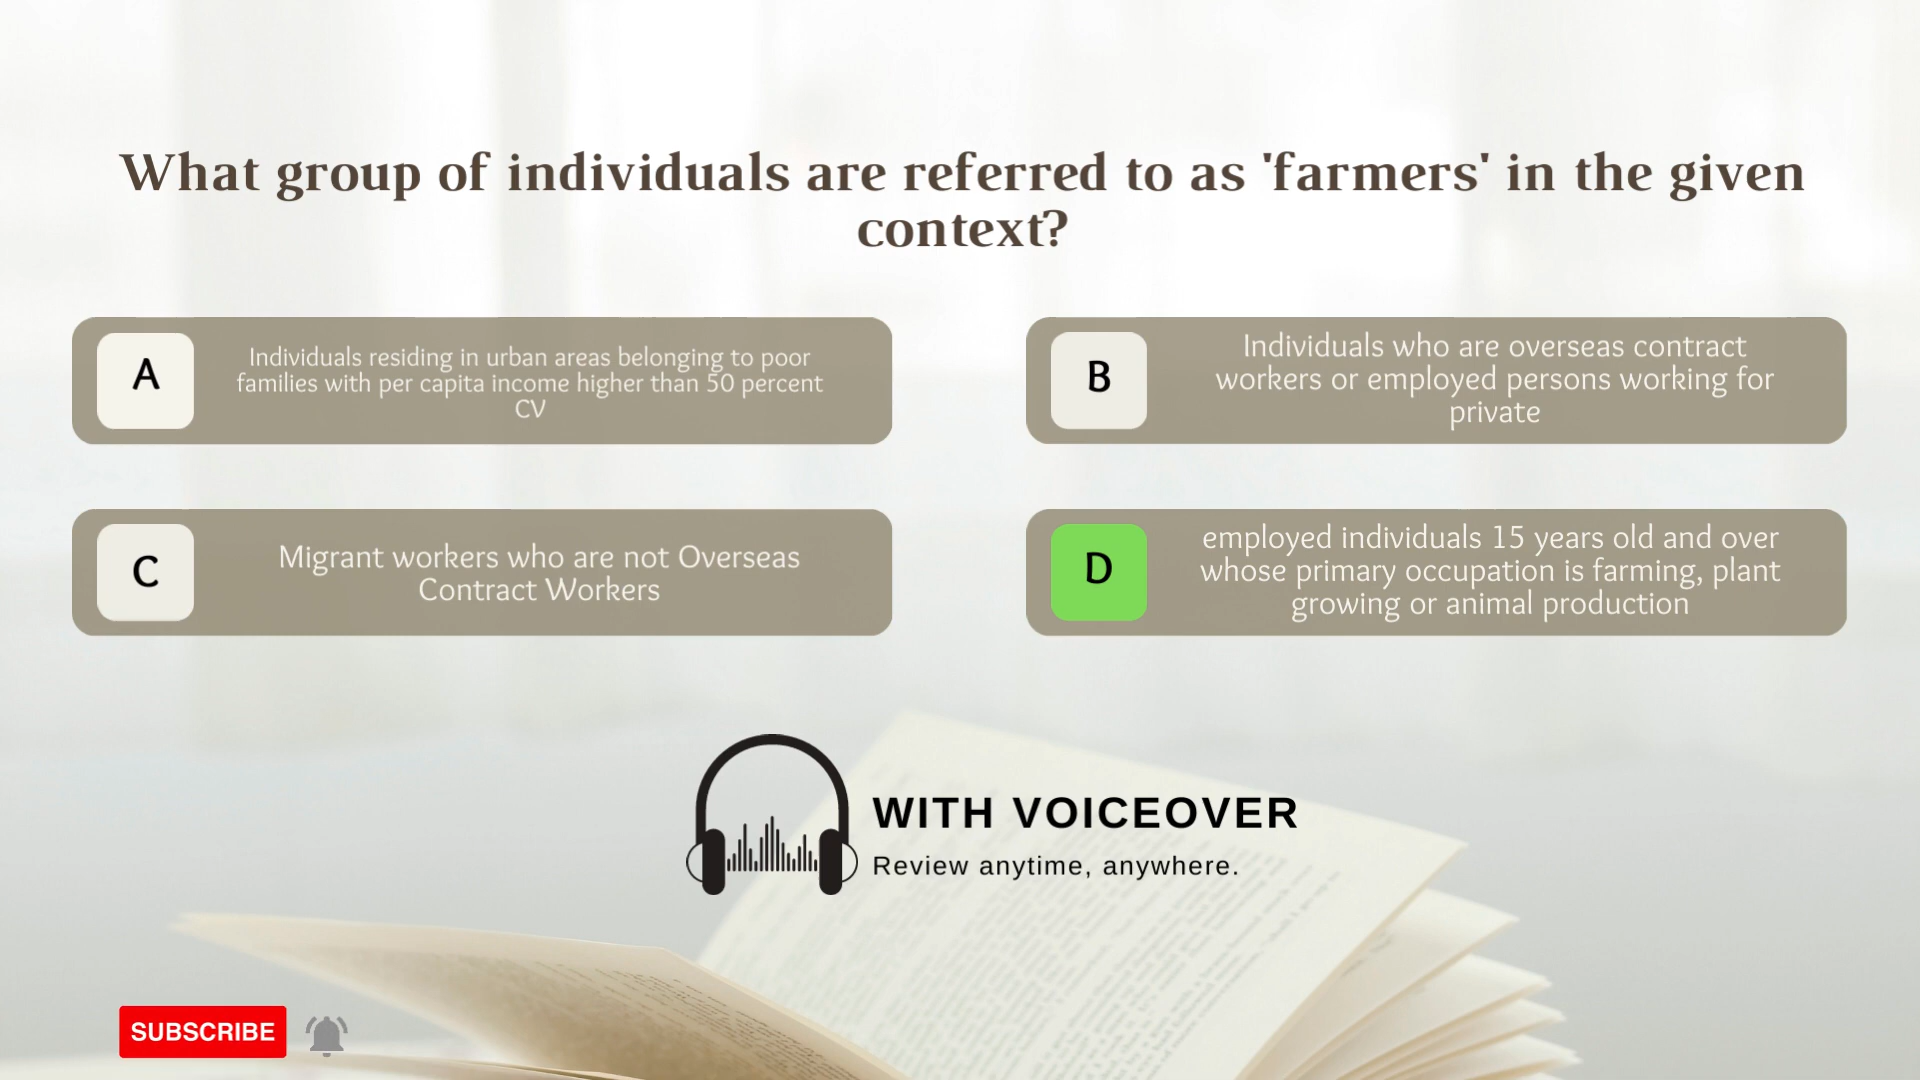 What group of individuals are referred to as 'farmers' in the given
context?
A
Individuals residing in urban areas belonging to poor
families with per capita income higher than 50 percent
CV
B
Individuals who are overseas contract
workers or employed persons working for
private
C
Migrant workers who are not Overseas
Contract Workers
D
employed individuals 15 years old and over
whose primary occupation is farming, plant
growing or animal production
WITH VOICEOVER
Review anytime, anywhere.
SUBSCRIBE